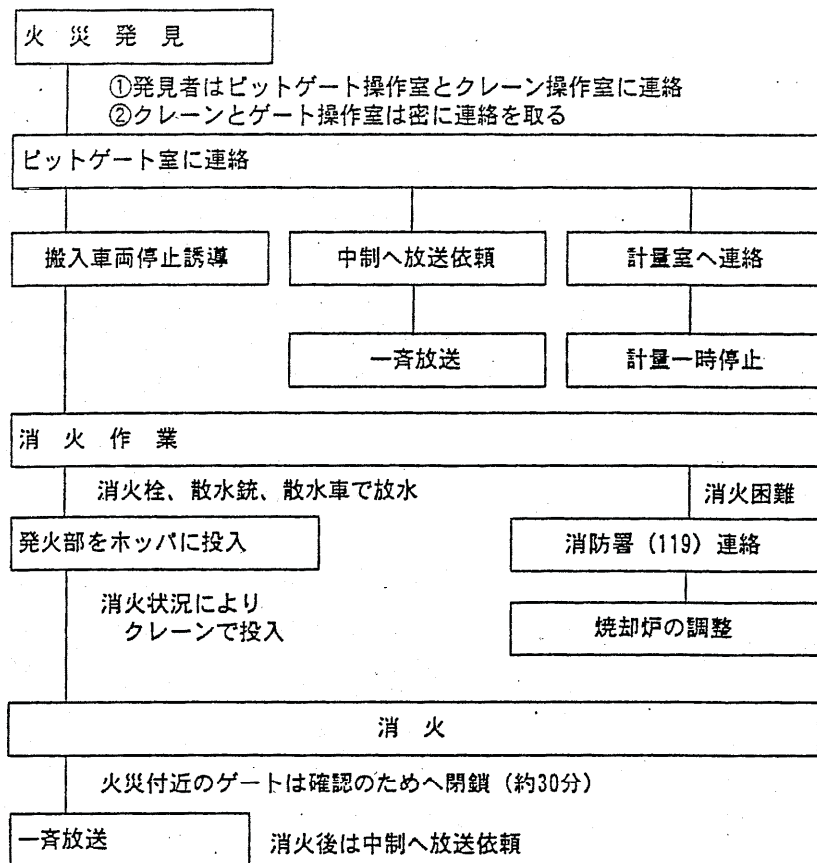 火 災 発 見
①発見者はピットゲート操作室とクレーン操作室に連絡
②クレーンとゲート操作室は密に連絡を取る
ピットゲート室に連絡
搬入車両停止誘導
中制へ放送依頼
計量室へ連絡
一斉放送
計量一時停止
消 火 作 業
消火栓、散水銃、散水車で放水
消火困難
発火部をホッパに投入
消防署（119）連絡
消火状況により
クレーンで投入
焼却炉の調整
消 火
火災付近のゲートは確認のためへ閉鎖（約30分）
一斉放送
消火後は中制へ放送依頼